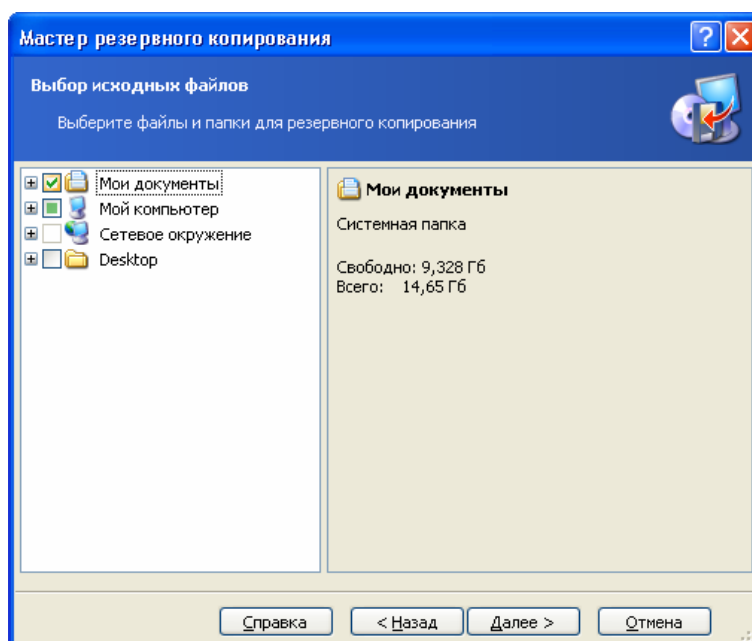 Мастер резервного копирования
Выбор исходных файлов
Выберите файлы и папки для резервного копирования
Мои документы
Мой компьютер
Сетевое окружение
Desktop
Мои документы
Системная папка
Свободно: 9,328 Гб
Всего: 14,65 Гб
Справка
< Назад
Далее >
Отмена